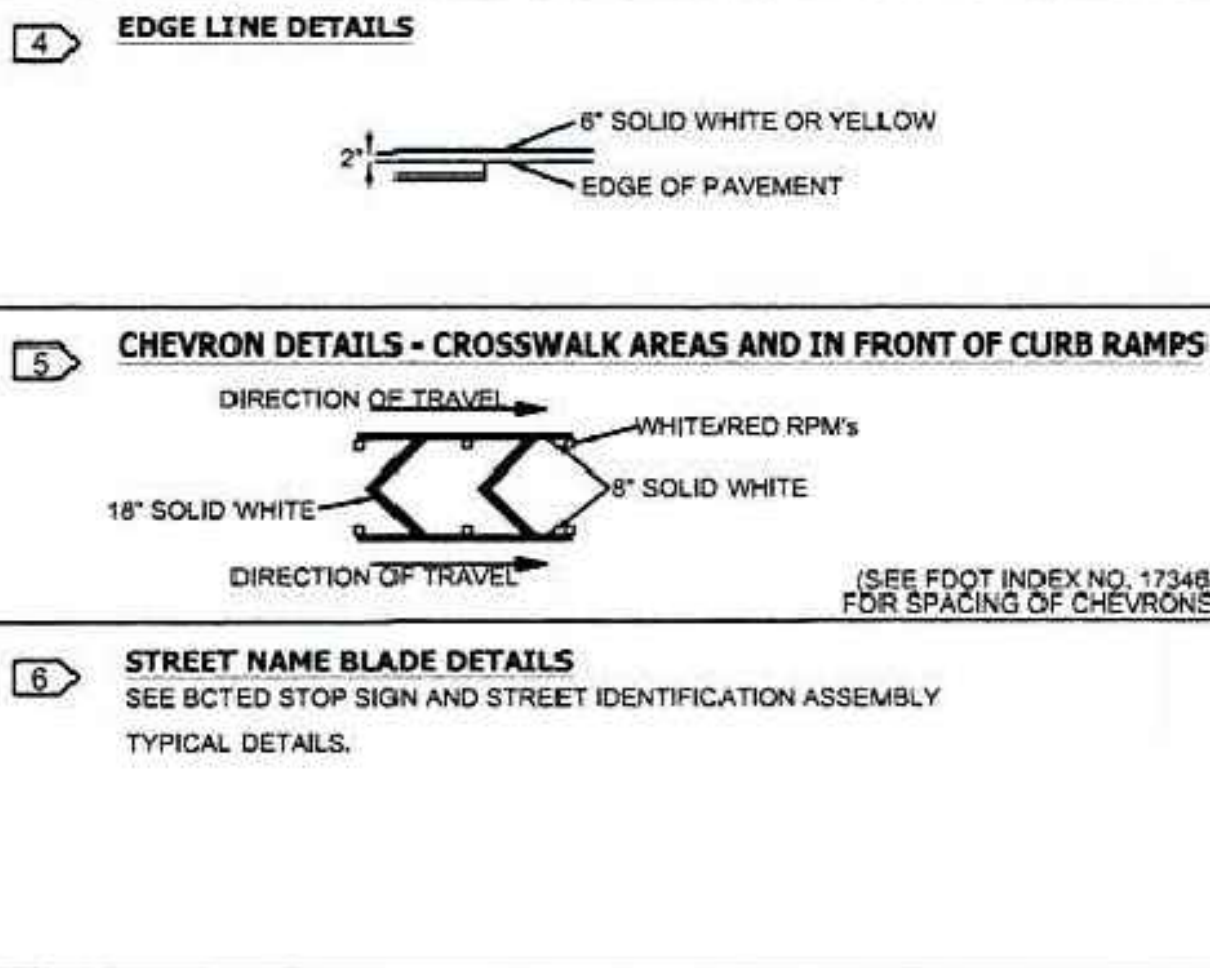 4 EDGE LINE DETAILS
6" SOLID WHITE OR YELLOW
2"
EDGE OF PAVEMENT
5 CHEVRON DETAILS - CROSSWALK AREAS AND IN FRONT OF CURB RAMPS
DIRECTION OF TRAVEL
WHITE/RED RPM's
18" SOLID WHITE
8" SOLID WHITE
DIRECTION OF TRAVEL
(SEE FDOT INDEX NO. 17346
FOR SPACING OF CHEVRONS
6 STREET NAME BLADE DETAILS
SEE BCTED STOP SIGN AND STREET IDENTIFICATION ASSEMBLY
TYPICAL DETAILS.